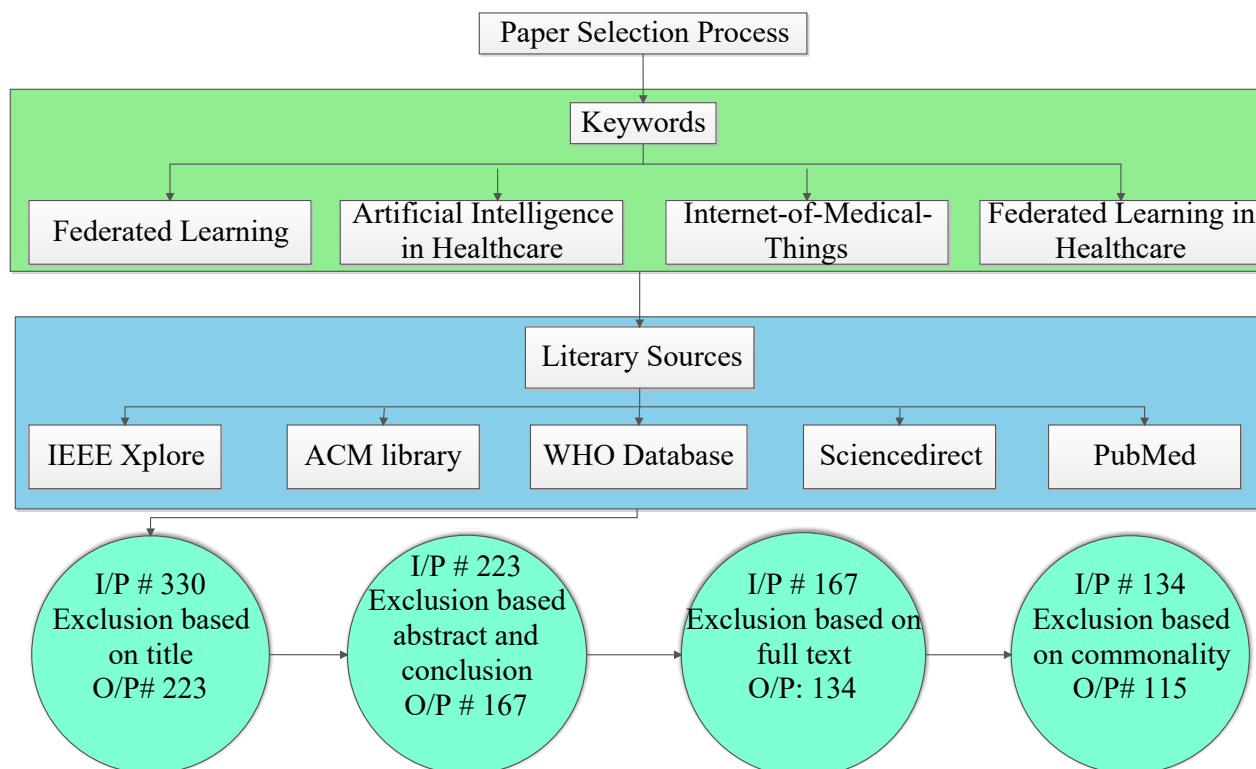 Paper Selection Process
Keywords
Federated Learning
Artificial Intelligence
in Healthcare
Internet-of-Medical-
Things
Federated Learning in
Healthcare
Literary Sources
IEEE Xplore
ACM library
WHO Database
Sciencedirect
PubMed
I/P # 330
Exclusion based
on title
O/P# 223
I/P # 223
Exclusion based
abstract and
conclusion
O/P # 167
I/P # 167
Exclusion based on
full text
O/P: 134
I/P # 134
Exclusion based
on commonality
O/P# 115